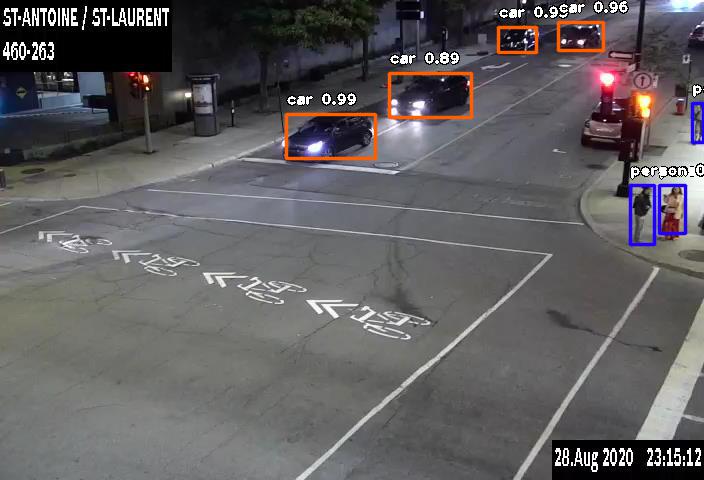 ST-ANTOINE / ST-LAURENT
460-263
car 0.96
car 0.89
car 0.99
28.Aug 2020 23:15:12